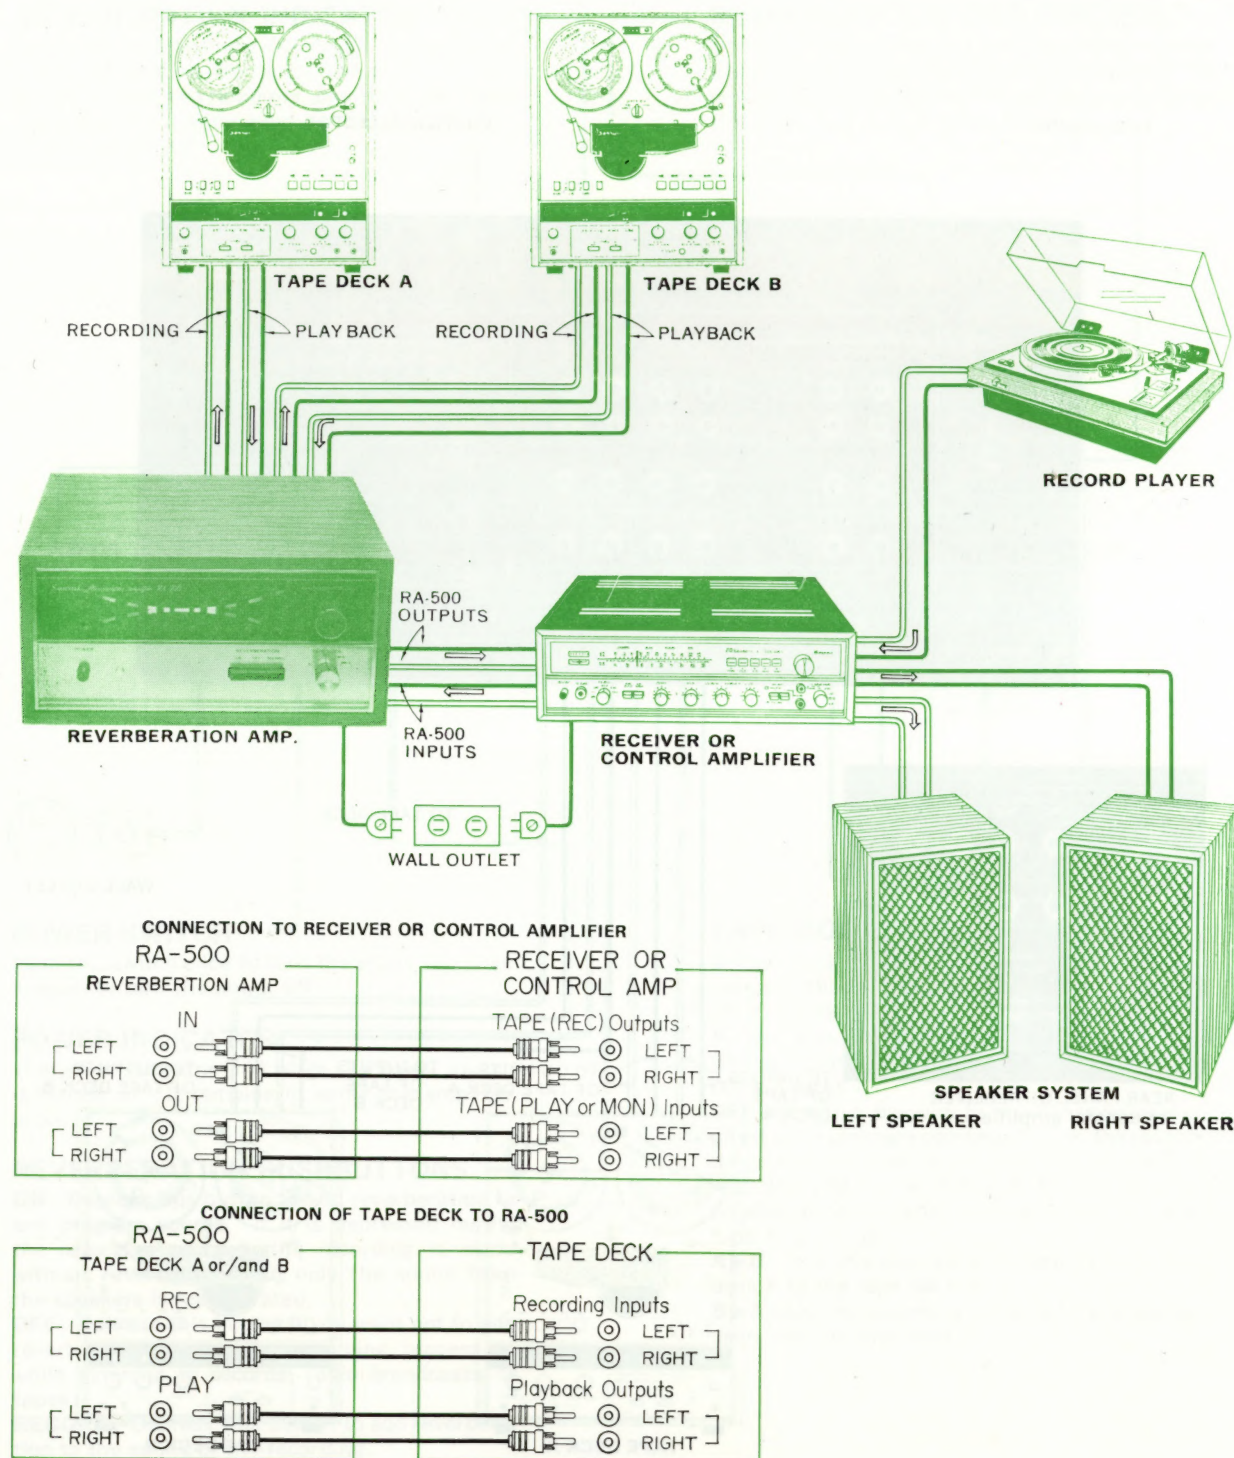 TAPE DECK A
TAPE DECK B
RECORDING
PLAYBACK
RECORDING
PLAYBACK
RECORD PLAYER
RA-500
OUTPUTS
REVERBERATION AMP.
RA-500
INPUTS
RECEIVER OR
CONTROL AMPLIFIER
WALL OUTLET
SPEAKER SYSTEM
LEFT SPEAKER
RIGHT SPEAKER
CONNECTION TO RECEIVER OR CONTROL AMPLIFIER
RA-500
REVERBERTION AMP
RECEIVER OR
CONTROL AMP
IN
TAPE (REC) Outputs
LEFT
LEFT
RIGHT
RIGHT
OUT
TAPE (PLAY or MON) Inputs
LEFT
LEFT
RIGHT
RIGHT
CONNECTION OF TAPE DECK TO RA-500
RA-500
TAPE DECK A or/and B
TAPE DECK
REC
Recording Inputs
LEFT
LEFT
RIGHT
RIGHT
PLAY
Playback Outputs
LEFT
LEFT
RIGHT
RIGHT